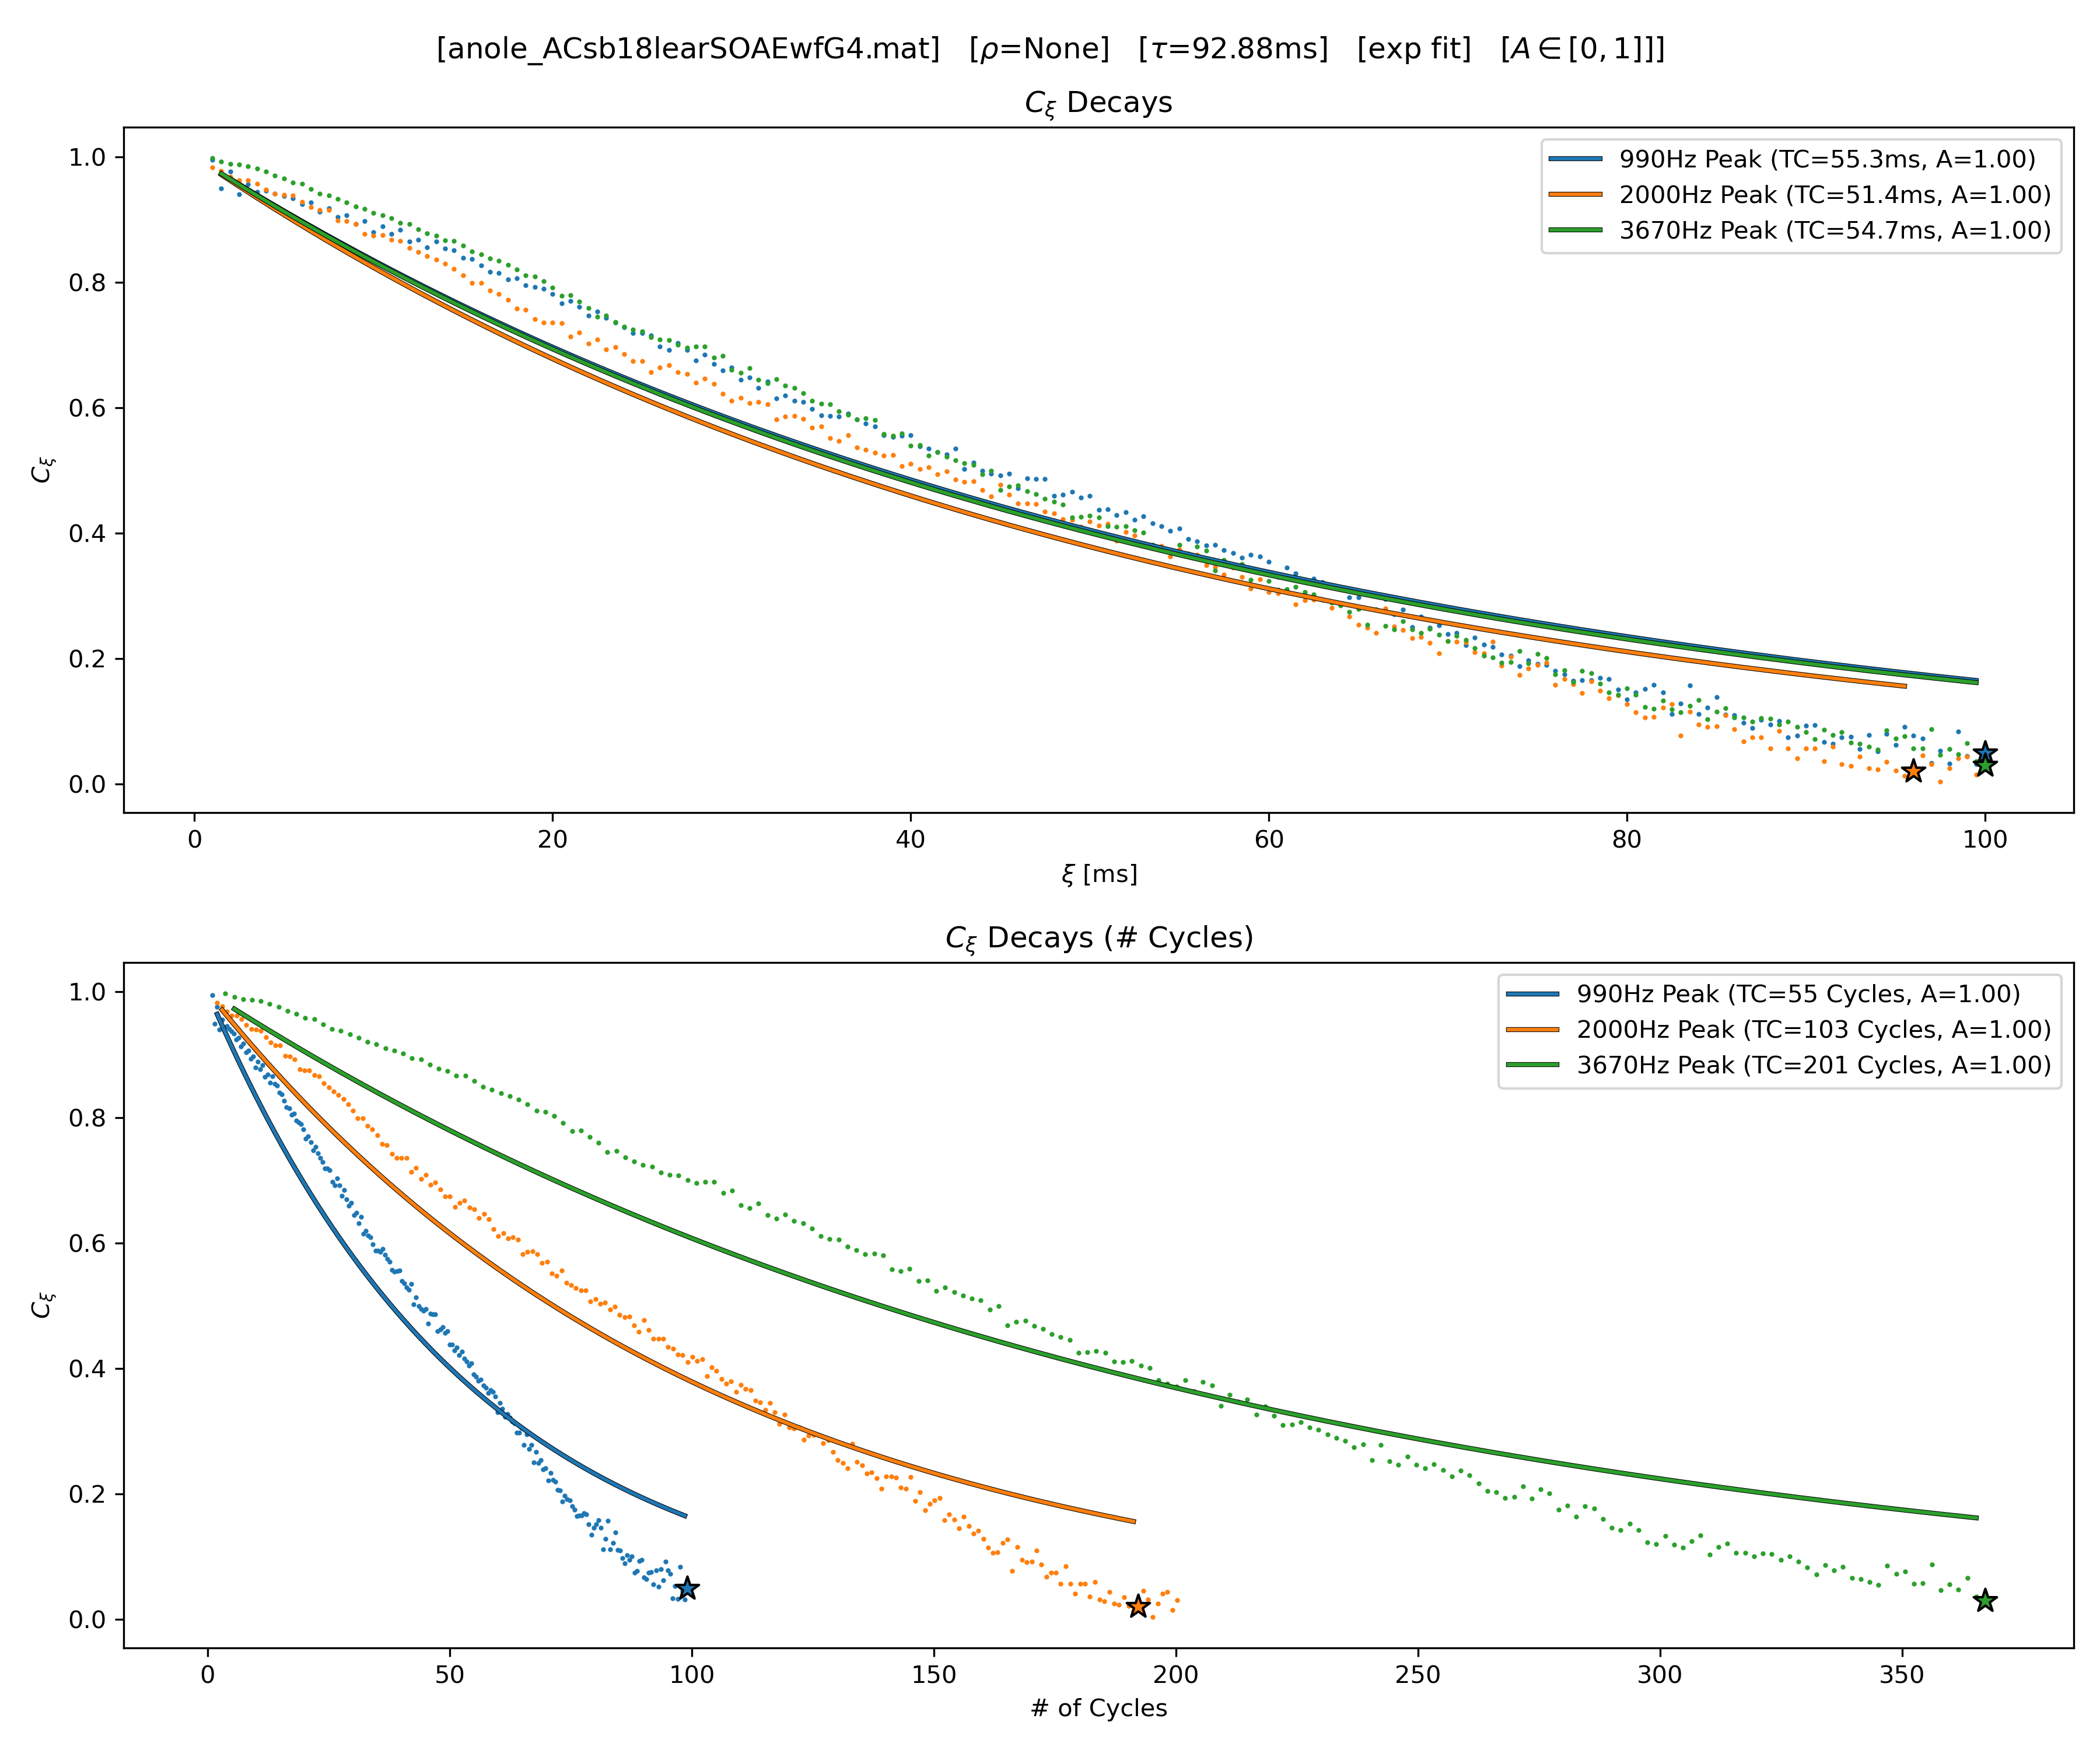 [anole_ACsb18learSOAEwfG4.mat] [ρ=None] [τ=92.88ms] [exp fit] [A ∈ [0, 1]]]
C_ξ Decays
1.0
0.8
0.6
0.4
0.2
0.0
C_ξ
990Hz Peak (TC=55.3ms, A=1.00)
2000Hz Peak (TC=51.4ms, A=1.00)
3670Hz Peak (TC=54.7ms, A=1.00)
0 20 40 60 80 100
ξ [ms]
C_ξ Decays (# Cycles)
1.0
0.8
0.6
0.4
0.2
0.0
C_ξ
990Hz Peak (TC=55 Cycles, A=1.00)
2000Hz Peak (TC=103 Cycles, A=1.00)
3670Hz Peak (TC=201 Cycles, A=1.00)
0 50 100 150 200 250 300 350
# of Cycles